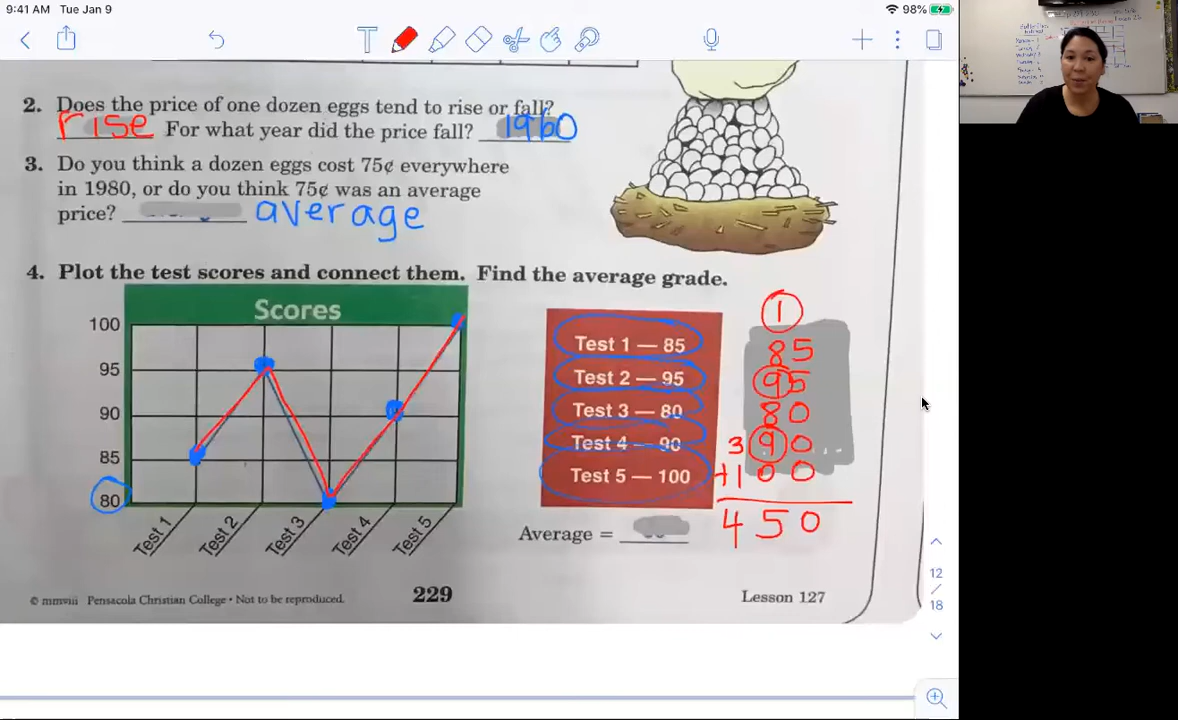 9:41 AM Tue Jan 9
98%
2. Does the price of one dozen eggs tend to rise or fall?
rise For what year did the price fall? 1960
3. Do you think a dozen eggs cost 75¢ everywhere
in 1980, or do you think 75¢ was an average
price? average
4. Plot the test scores and connect them. Find the average grade.
Scores
100
95
90
85
80
Test 1
Test 2
Test 3
Test 4
Test 5
Test 1 — 85
Test 2 — 95
Test 3 — 80
Test 4 — 90
Test 5 — 100
Average =
1
85
95
80
3 90
+100
450
© mmviii Pensacola Christian College • Not to be reproduced.
229
Lesson 127
12
/
18